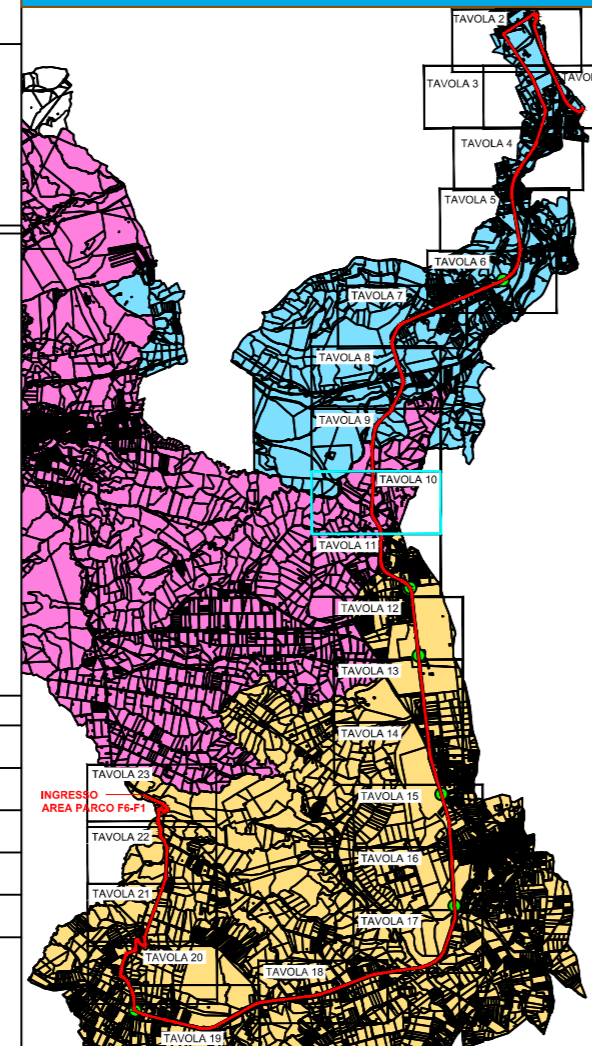 TAVOLA 2
TAVOL
TAVOLA 3
TAVOLA 4
TAVOLA 5
TAVOLA 6
TAVOLA 7
TAVOLA 8
TAVOLA 9
TAVOLA 10
TAVOLA 11
TAVOLA 12
TAVOLA 13
TAVOLA 14
TAVOLA 23
INGRESSO
AREA PARCO F6-F1
TAVOLA 15
TAVOLA 22
TAVOLA 16
TAVOLA 21
TAVOLA 17
TAVOLA 20
TAVOLA 18
TAVOLA 19